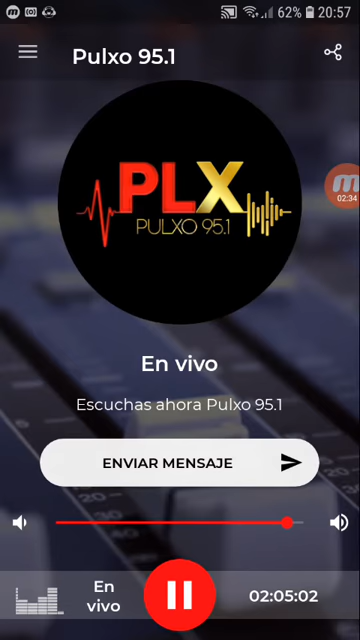 62% 20:57
Pulxo 95.1
PLX
PULXO 95.1
02:34
En vivo
Escuchas ahora Pulxo 95.1
ENVIAR MENSAJE
En
vivo
02:05:02